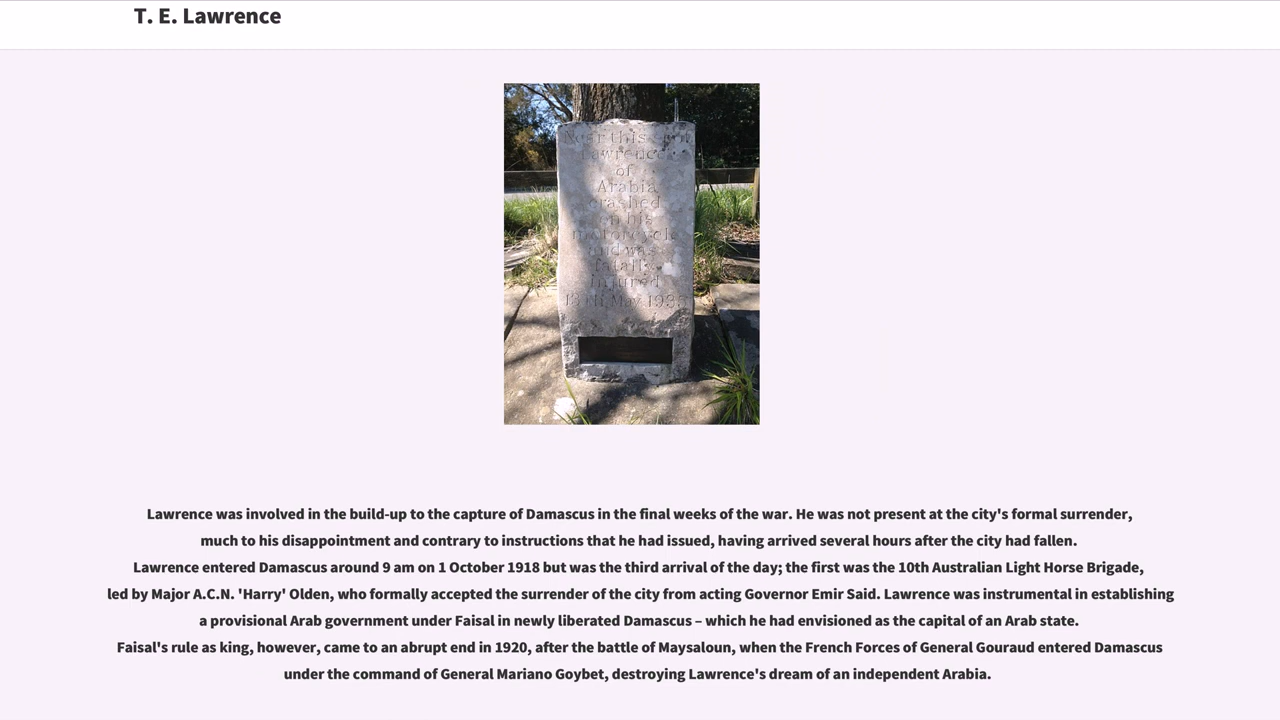 T. E. Lawrence
Near this spot
Lawrence
of
Arabia
crashed
on his
motorcycle
and was
fatally
injured
13TH May 1935
Lawrence was involved in the build-up to the capture of Damascus in the final weeks of the war. He was not present at the city's formal surrender,
much to his disappointment and contrary to instructions that he had issued, having arrived several hours after the city had fallen.
Lawrence entered Damascus around 9 am on 1 October 1918 but was the third arrival of the day; the first was the 10th Australian Light Horse Brigade,
led by Major A.C.N. 'Harry' Olden, who formally accepted the surrender of the city from acting Governor Emir Said. Lawrence was instrumental in establishing
a provisional Arab government under Faisal in newly liberated Damascus – which he had envisioned as the capital of an Arab state.
Faisal's rule as king, however, came to an abrupt end in 1920, after the battle of Maysaloun, when the French Forces of General Gouraud entered Damascus
under the command of General Mariano Goybet, destroying Lawrence's dream of an independent Arabia.